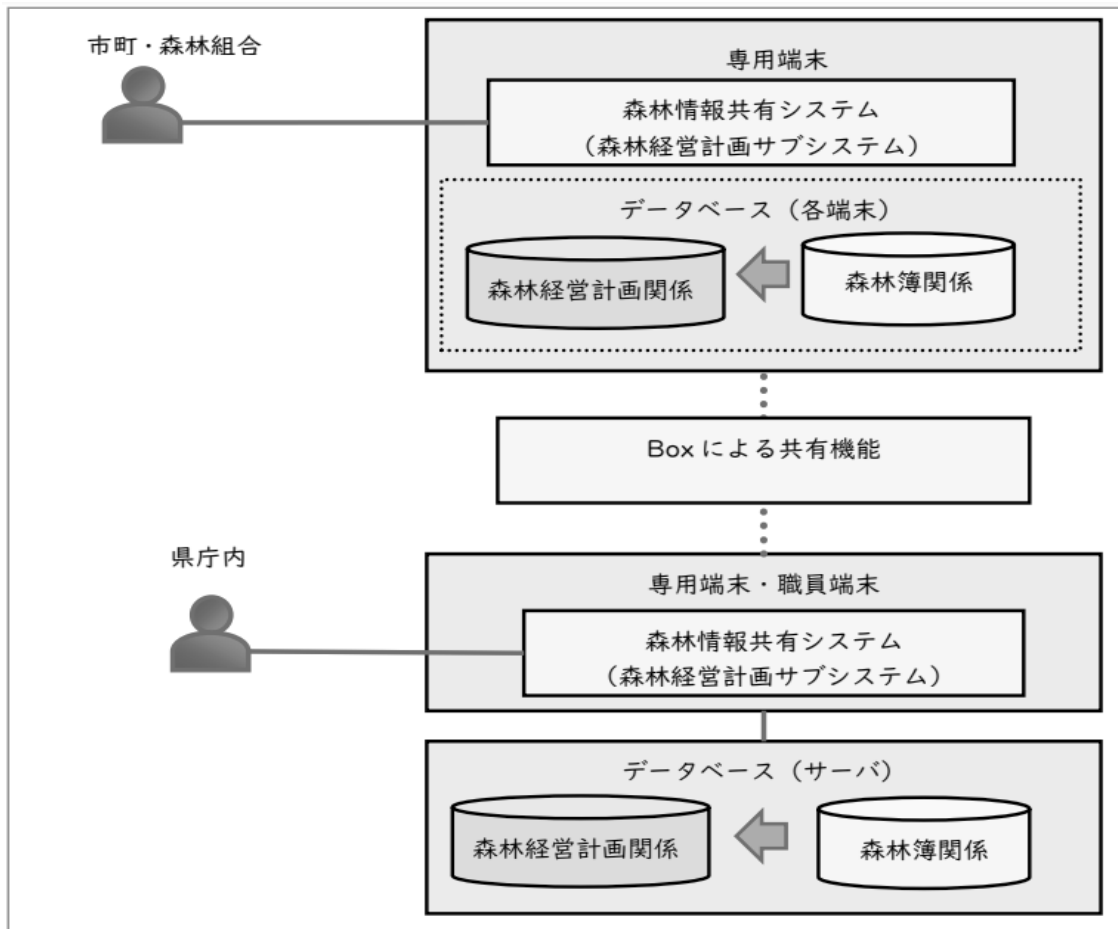 市町・森林組合
専用端末
森林情報共有システム
（森林経営計画サブシステム）
データベース（各端末）
森林経営計画関係
森林簿関係
Boxによる共有機能
県庁内
専用端末・職員端末
森林情報共有システム
（森林経営計画サブシステム）
データベース（サーバ）
森林経営計画関係
森林簿関係